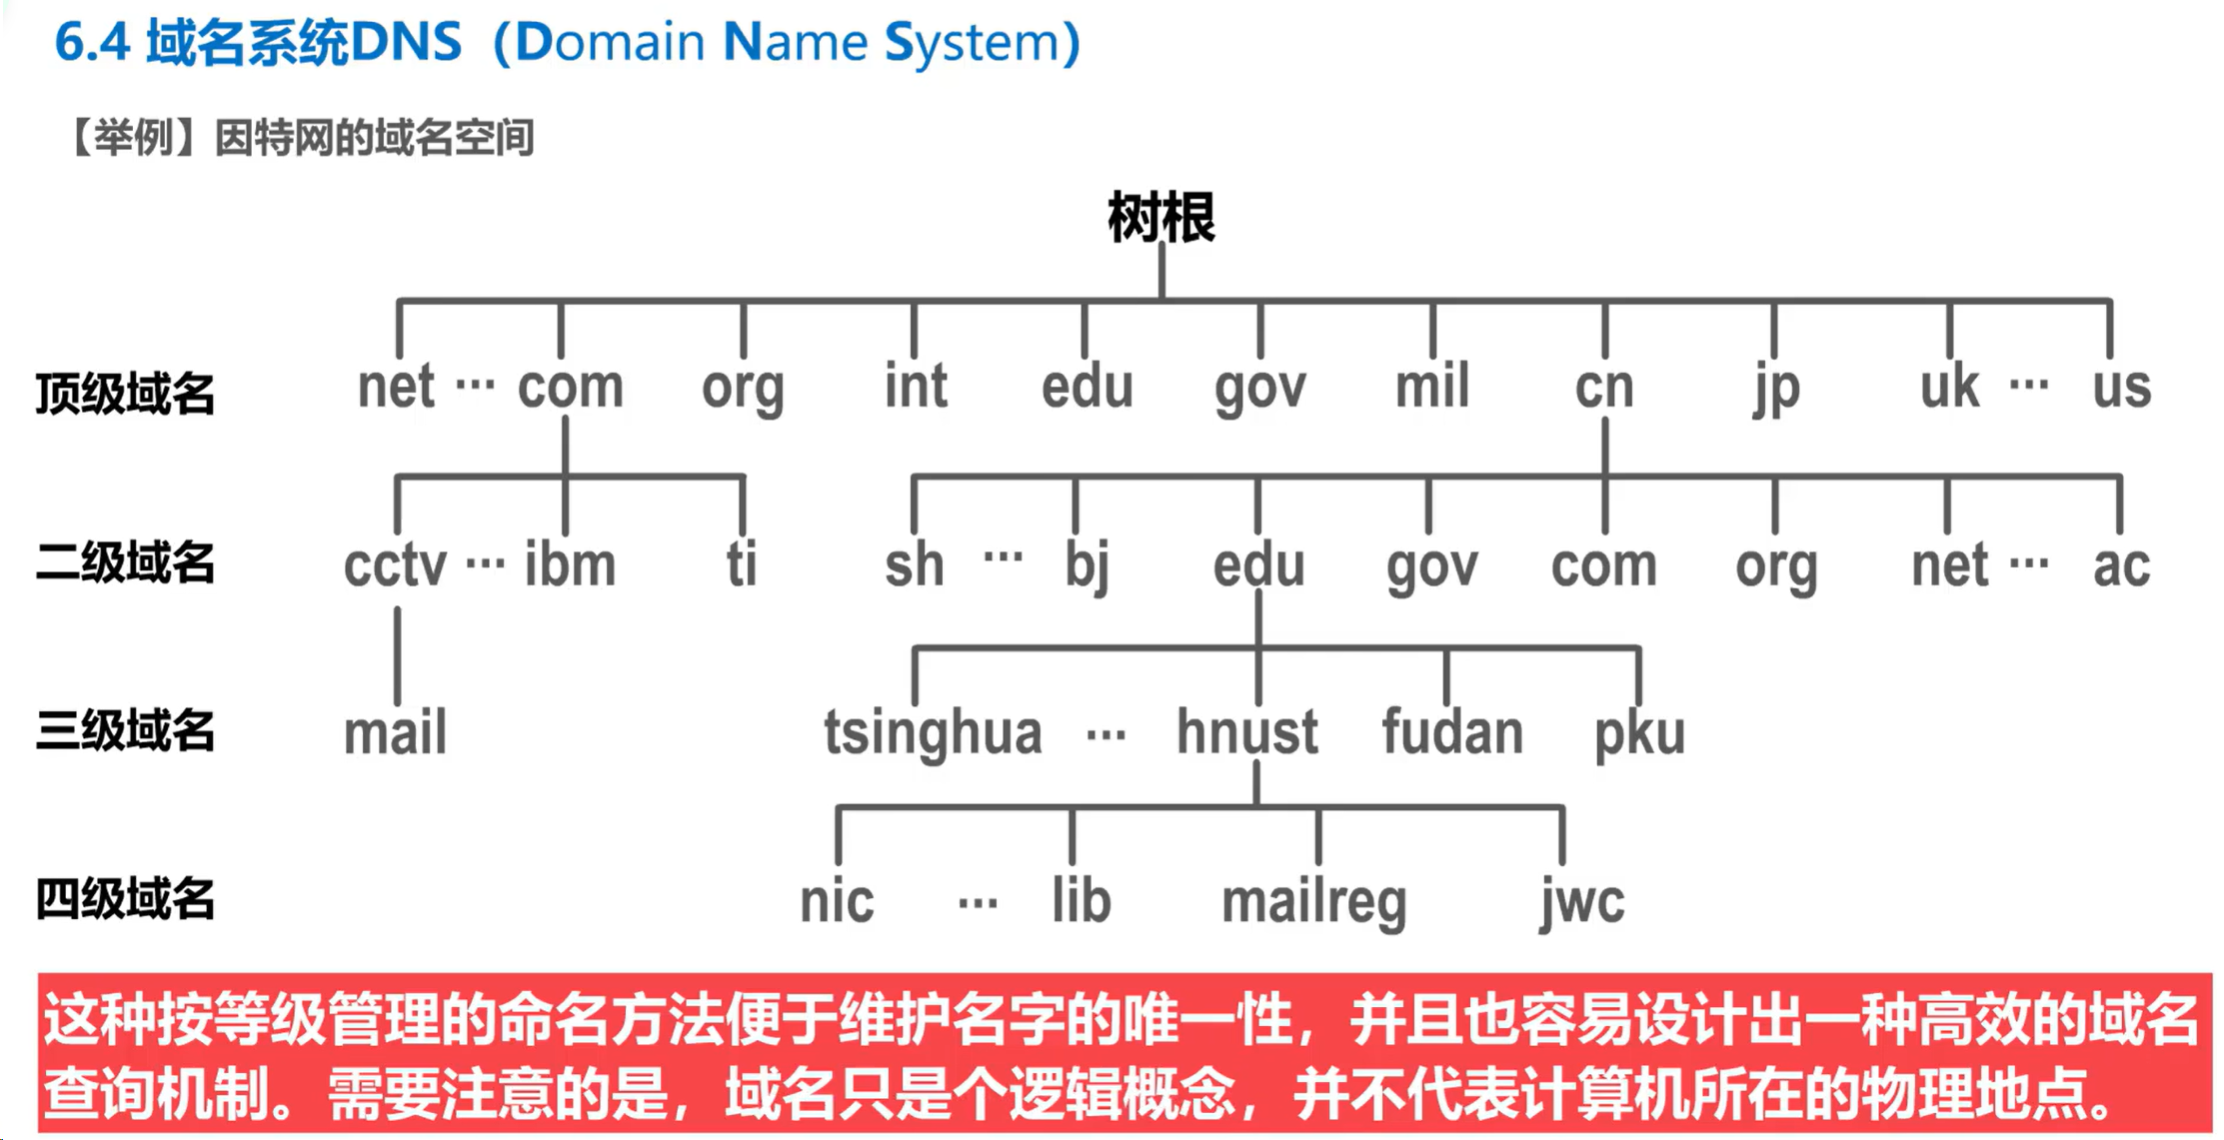 6.4 域名系统DNS（Domain Name System）
【举例】因特网的域名空间
树根
顶级域名 net ··· com org int edu gov mil cn jp uk ··· us
二级域名 cctv ··· ibm ti sh ··· bj edu gov com org net ··· ac
三级域名 mail tsinghua ··· hnust fudan pku
四级域名 nic ··· lib mailreg jwc
这种按等级管理的命名方法便于维护名字的唯一性，并且也容易设计出一种高效的域名
查询机制。需要注意的是，域名只是个逻辑概念，并不代表计算机所在的物理地点。